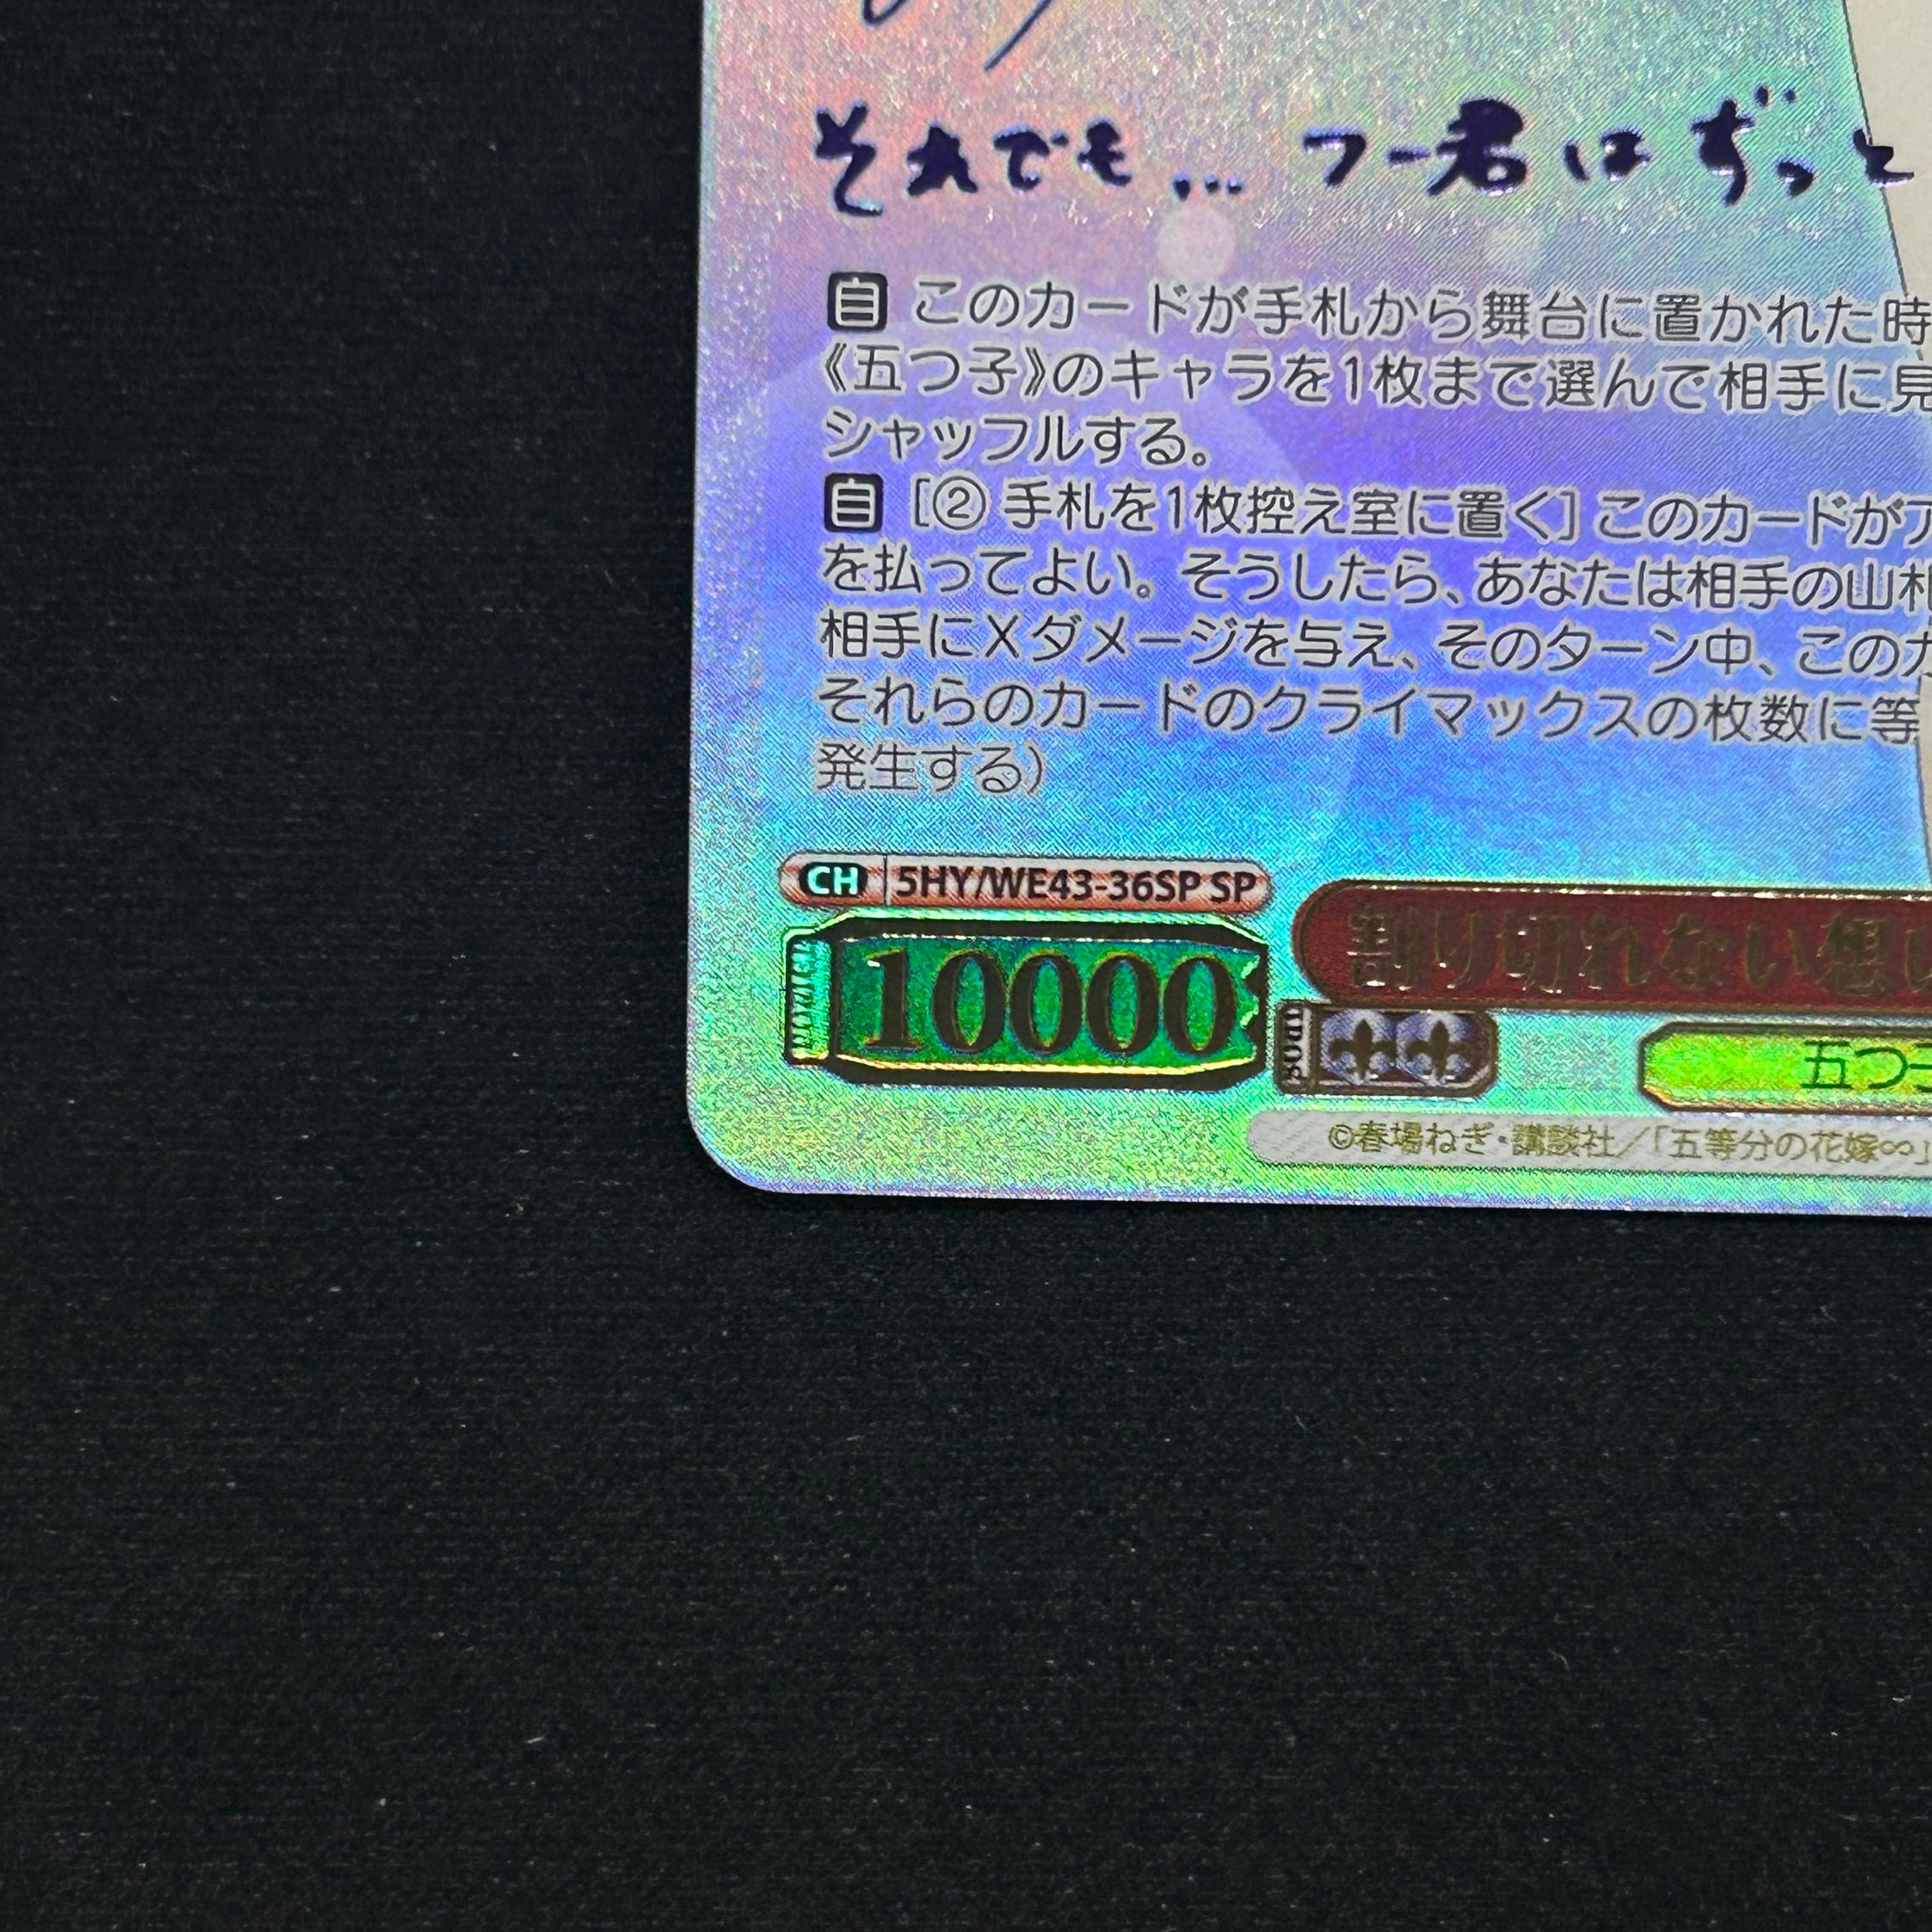 それでも… フー君はずっと
自 このカードが手札から舞台に置かれた時
《五つ子》のキャラを1枚まで選んで相手に見
シャッフルする。
自 [② 手札を1枚控え室に置く] このカードがア
を払ってよい。そうしたら、あなたは相手の山札
相手にXダメージを与え、そのターン中、このカ
それらのカードのクライマックスの枚数に等
発生する)
CH 5HY/WE43-36SP SP
10000
割り切れない想い
SOUL
五つ
©春場ねぎ・講談社/「五等分の花嫁∞」